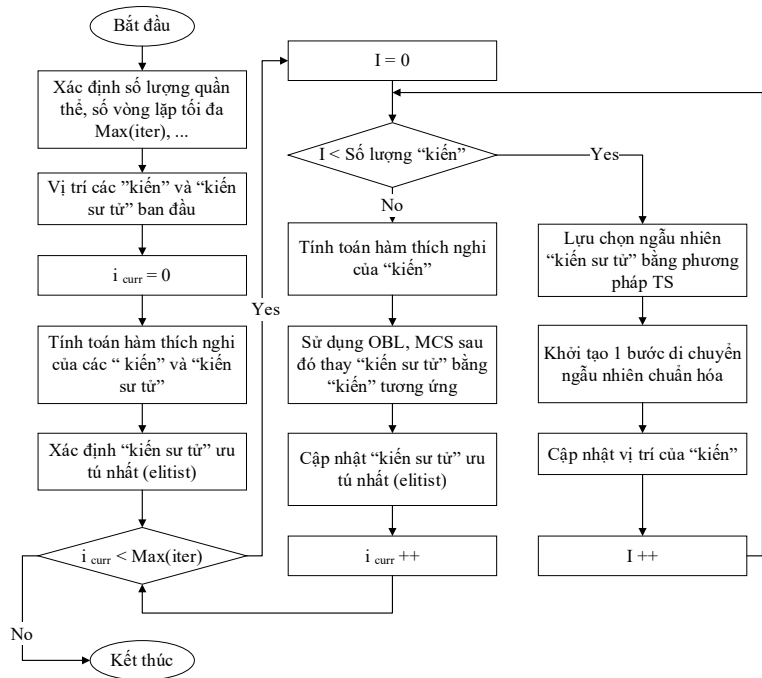 Bắt đầu
Xác định số lượng quần
thể, số vòng lặp tối đa
Max(iter), ...
Vị trí các ”kiến” và “kiến
sư tử” ban đầu
i curr = 0
Tính toán hàm thích nghi
của các “ kiến” và “kiến
sư tử”
Xác định “kiến sư tử” ưu
tú nhất (elitist)
i curr < Max(iter)
No
Kết thúc
Yes
I = 0
I < Số lượng “kiến”
No
Tính toán hàm thích nghi
của “kiến”
Sử dụng OBL, MCS sau
đó thay “kiến sư tử” bằng
“kiến” tương ứng
Cập nhật “kiến sư tử” ưu
tú nhất (elitist)
i curr ++
Yes
Lựu chọn ngẫu nhiên
“kiến sư tử” bằng phương
pháp TS
Khởi tạo 1 bước di chuyển
ngẫu nhiên chuẩn hóa
Cập nhật vị trí của “kiến”
I ++